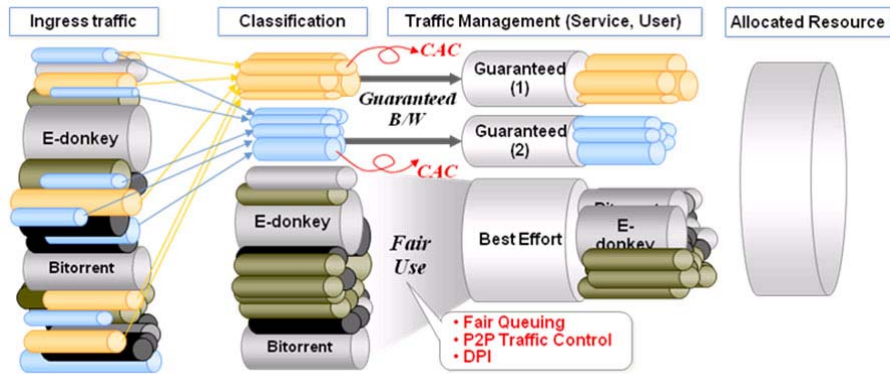 Ingress traffic
Classification
Traffic Management (Service, User)
Allocated Resource
E-donkey
Bitorrent
E-donkey
Bitorrent
CAC
Guaranteed
B/W
CAC
Fair
Use
Guaranteed
(1)
Guaranteed
(2)
Best Effort
E-
donkey
• Fair Queuing
• P2P Traffic Control
• DPI